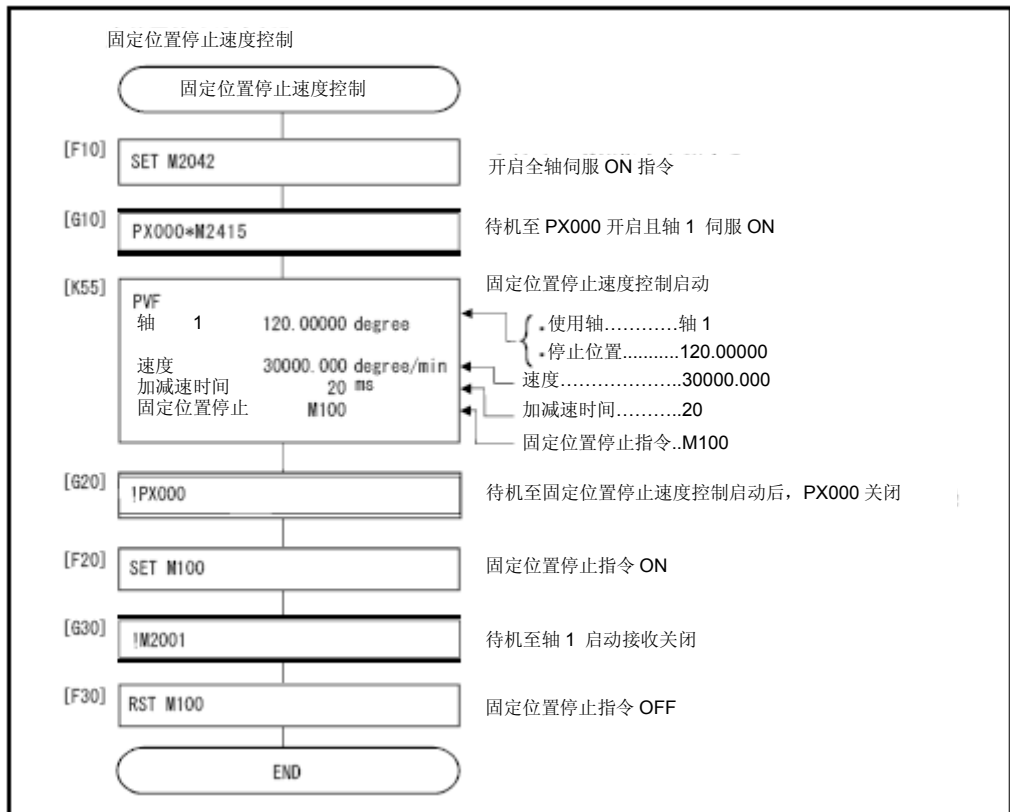 固定位置停止速度控制
固定位置停止速度控制
[F10]
SET M2042
开启全轴伺服 ON 指令
[G10]
PX000*M2415
待机至 PX000 开启且轴 1 伺服 ON
[K55]
固定位置停止速度控制启动
PVF
轴 1 120.00000 degree
速度 30000.000 degree/min
加减速时间 20 ms
固定位置停止 M100
.使用轴…………轴 1
.停止位置..........120.00000
速度………………..30000.000
加减速时间………..20
固定位置停止指令..M100
[G20]
!PX000
待机至固定位置停止速度控制启动后，PX000 关闭
[F20]
SET M100
固定位置停止指令 ON
[G30]
!M2001
待机至轴 1 启动接收关闭
[F30]
RST M100
固定位置停止指令 OFF
END